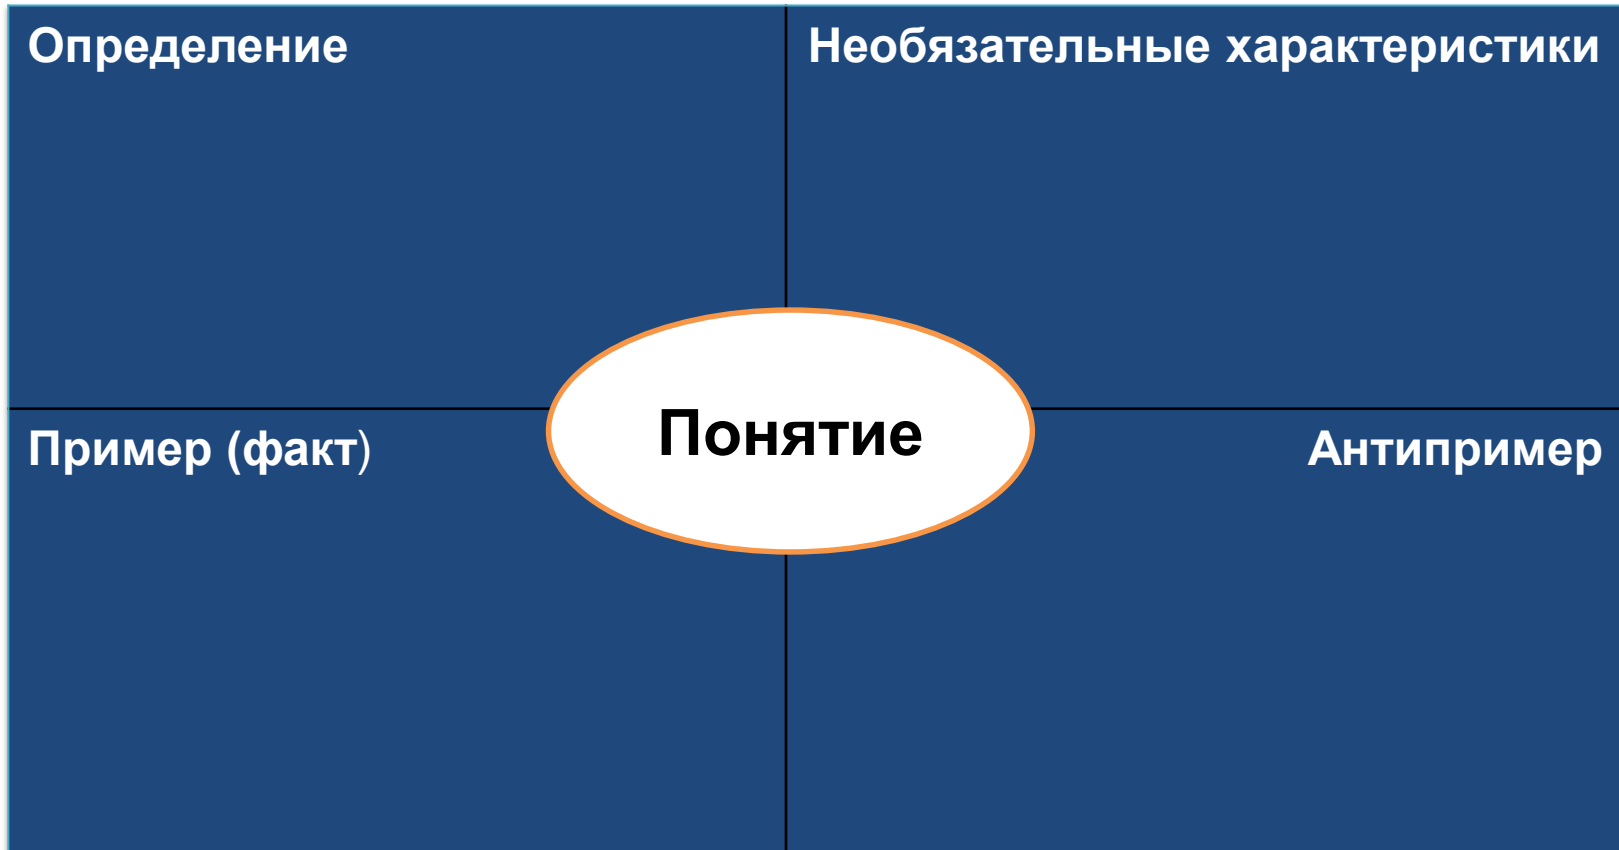 Определение
Необязательные характеристики
Понятие
Пример (факт)
Антипример